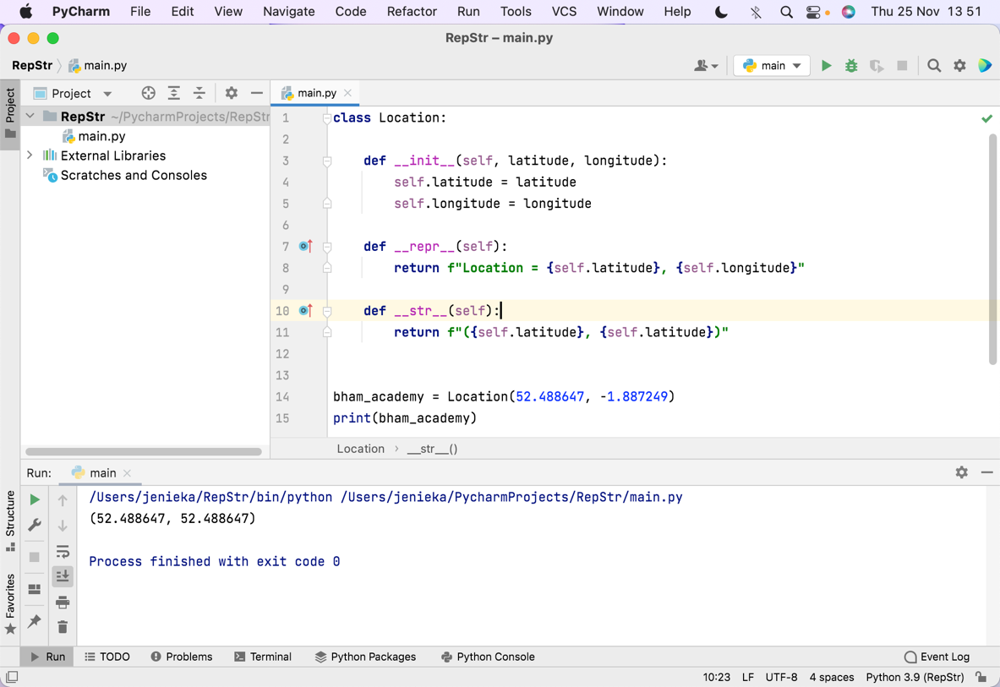 PyCharm File Edit View Navigate Code Refactor Run Tools VCS Window Help Thu 25 Nov 13 51
RepStr – main.py
RepStr main.py main
Project
Project
main.py
RepStr ~/PycharmProjects/RepStr
main.py
External Libraries
Scratches and Consoles
1 class Location:
2
3 def __init__(self, latitude, longitude):
4 self.latitude = latitude
5 self.longitude = longitude
6
7 def __repr__(self):
8 return f"Location = {self.latitude}, {self.longitude}"
9
10 def __str__(self):
11 return f"({self.latitude}, {self.latitude})"
12
13
14 bham_academy = Location(52.488647, -1.887249)
15 print(bham_academy)
Location › __str__()
Run: main
/Users/jenieka/RepStr/bin/python /Users/jenieka/PycharmProjects/RepStr/main.py
(52.488647, 52.488647)
Process finished with exit code 0
Structure
Favorites
Run TODO Problems Terminal Python Packages Python Console Event Log
10:23 LF UTF-8 4 spaces Python 3.9 (RepStr)